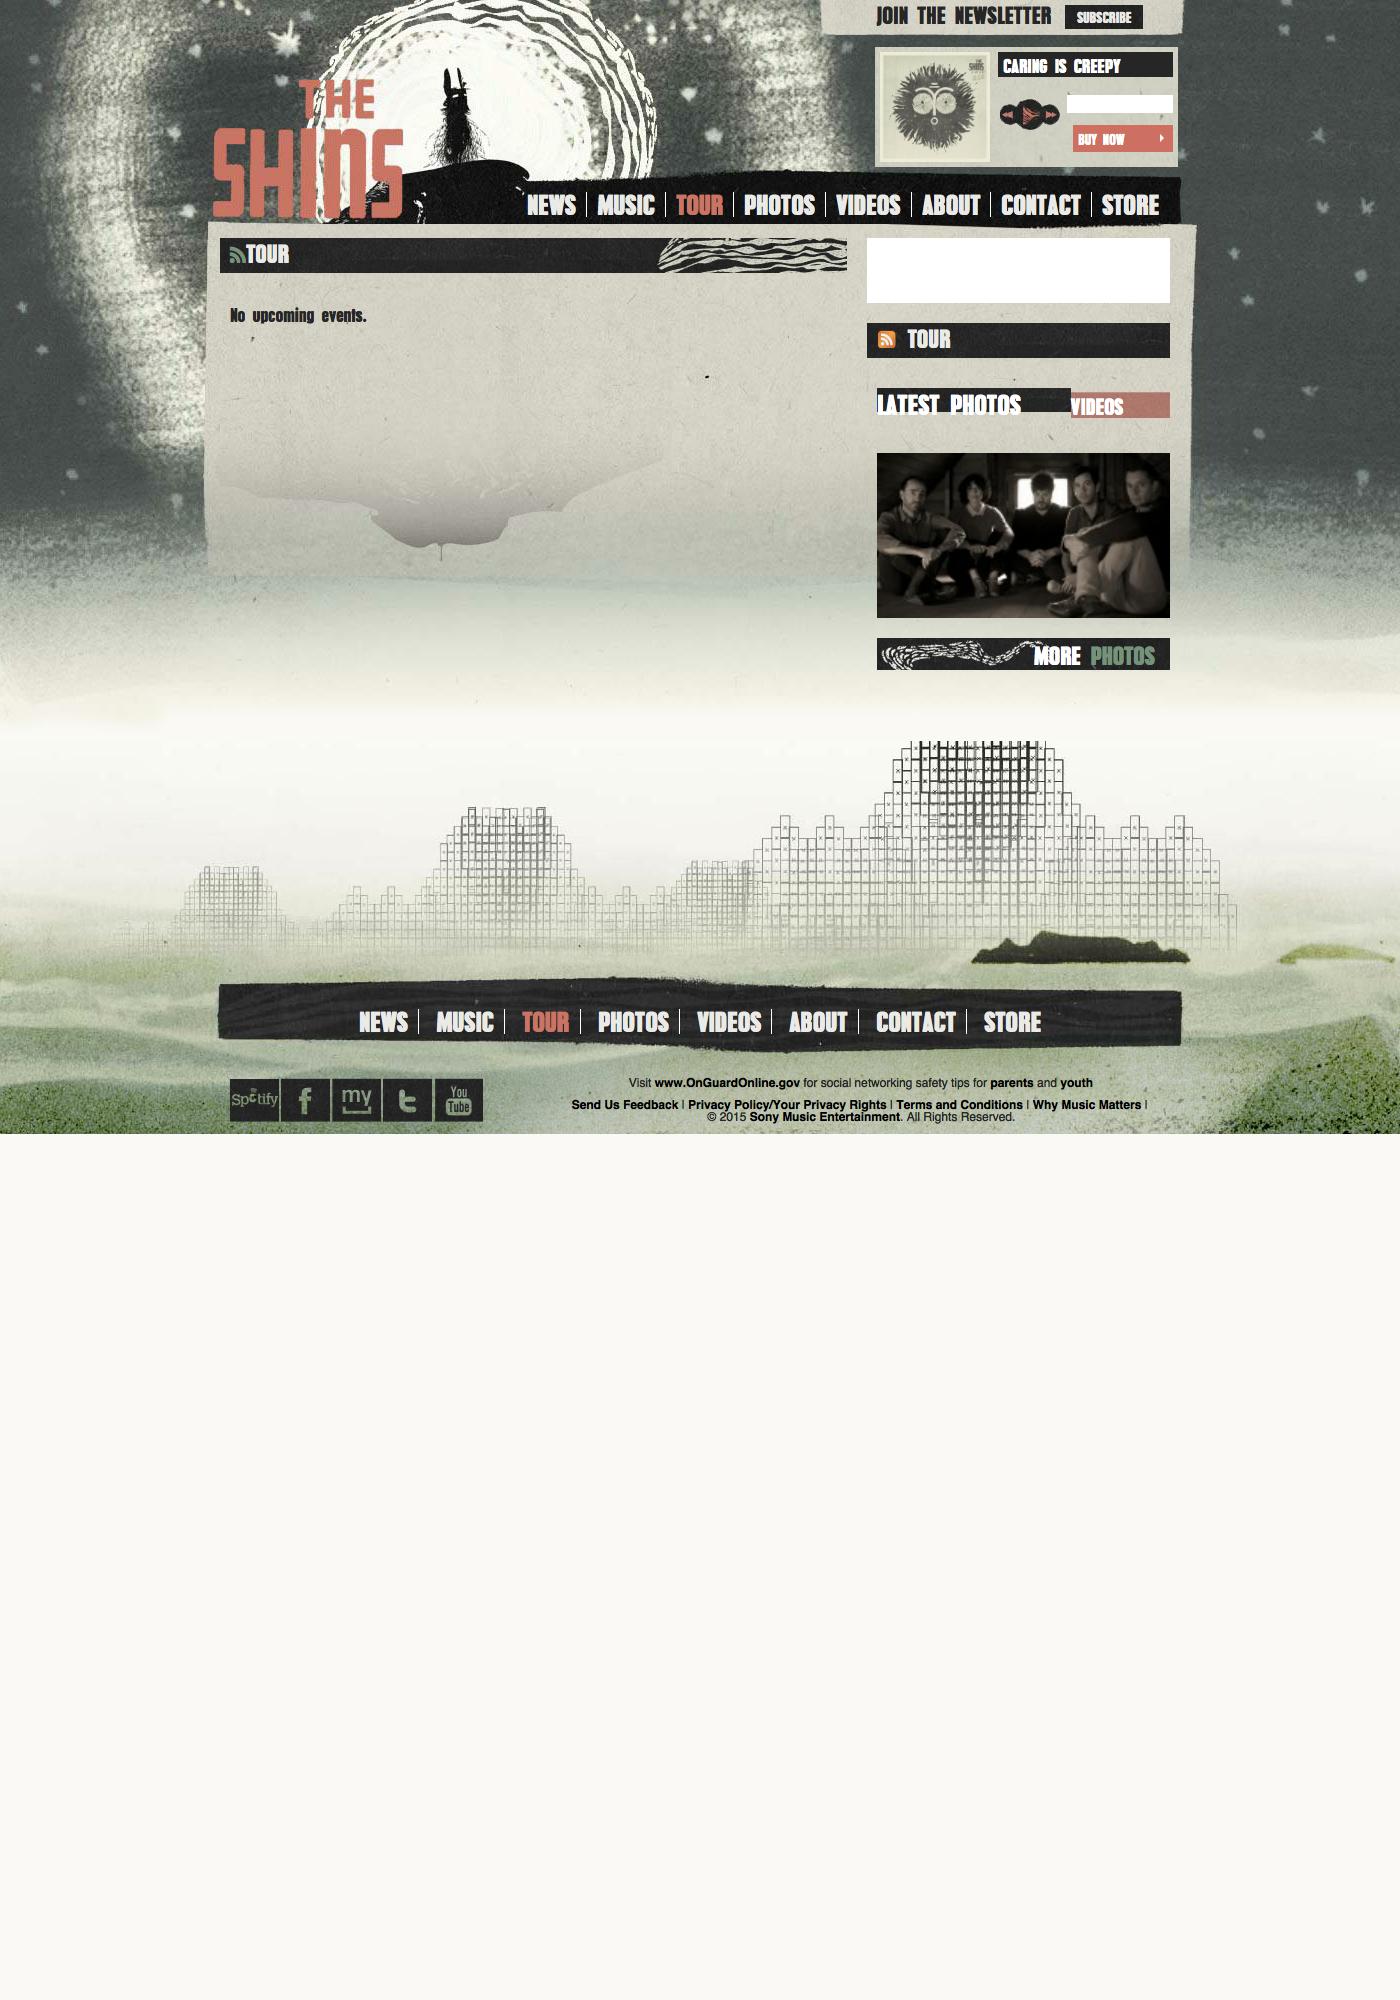 JOIN THE NEWSLETTER SUBSCRIBE
CARING IS CREEPY
BUY NOW
THE
SHINS
NEWS MUSIC TOUR PHOTOS VIDEOS ABOUT CONTACT STORE
TOUR
No upcoming events.
TOUR
LATEST PHOTOS VIDEOS
MORE PHOTOS
NEWS MUSIC TOUR PHOTOS VIDEOS ABOUT CONTACT STORE
Spotify f my t You Tube
Visit www.OnGuardOnline.gov for social networking safety tips for parents and youth
Send Us Feedback | Privacy Policy/Your Privacy Rights | Terms and Conditions | Why Music Matters |
© 2015 Sony Music Entertainment. All Rights Reserved.